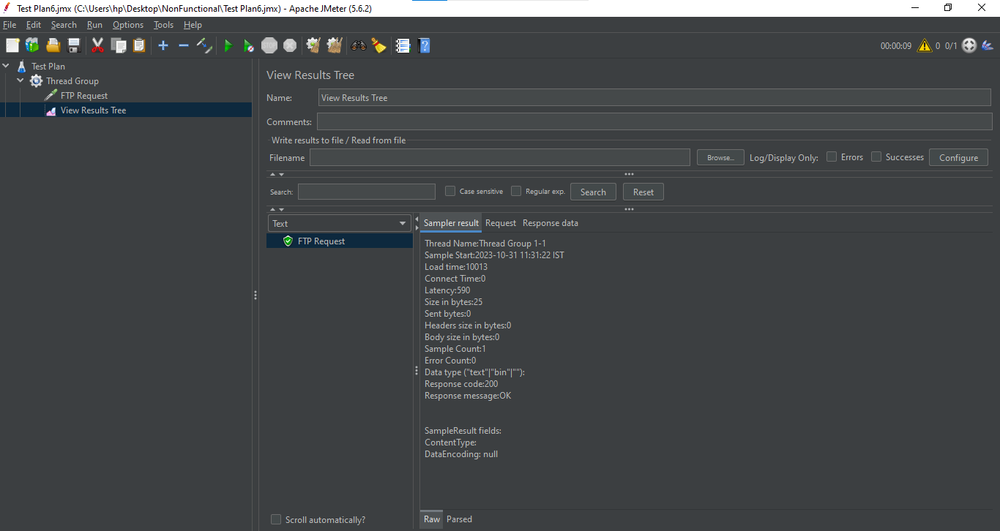 Test Plan6.jmx (C:\Users\hp\Desktop\NonFunctional\Test Plan6.jmx) - Apache JMeter (5.6.2)
File Edit Search Run Options Tools Help
STOP 00:00:09 0 0/1
Test Plan
Thread Group
FTP Request
View Results Tree
View Results Tree
Name: View Results Tree
Comments:
Write results to file / Read from file
Filename Browse... Log/Display Only: Errors Successes Configure
Search: Case sensitive Regular exp. Search Reset
Text
FTP Request
Scroll automatically?
Sampler result Request Response data
Thread Name:Thread Group 1-1
Sample Start:2023-10-31 11:31:22 IST
Load time:10013
Connect Time:0
Latency:590
Size in bytes:25
Sent bytes:0
Headers size in bytes:0
Body size in bytes:0
Sample Count:1
Error Count:0
Data type ("text"|"bin"|""):
Response code:200
Response message:OK
SampleResult fields:
ContentType:
DataEncoding: null
Raw Parsed